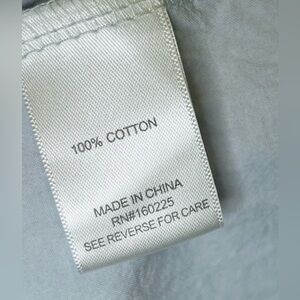 100% COTTON
MADE IN CHINA
RN#160225
SEE REVERSE FOR CARE